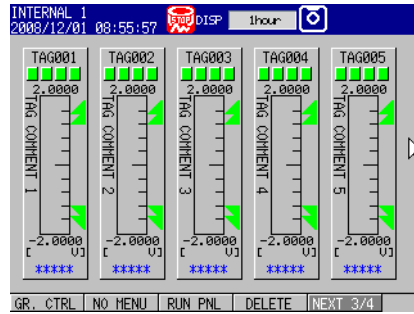 INTERNAL 1
2008/12/01 08:55:57 STOP DISP 1hour
TAG001 TAG002 TAG003 TAG004 TAG005
2.0000 2.0000 2.0000 2.0000 2.0000
TAG COMMENT 1 TAG COMMENT 2 TAG COMMENT 3 TAG COMMENT 4 TAG COMMENT 5
-2.0000 -2.0000 -2.0000 -2.0000 -2.0000
[ V] [ V] [ V] [ V] [ V]
***** ***** ***** ***** *****
GR. CTRL NO MENU RUN PNL DELETE NEXT 3/4